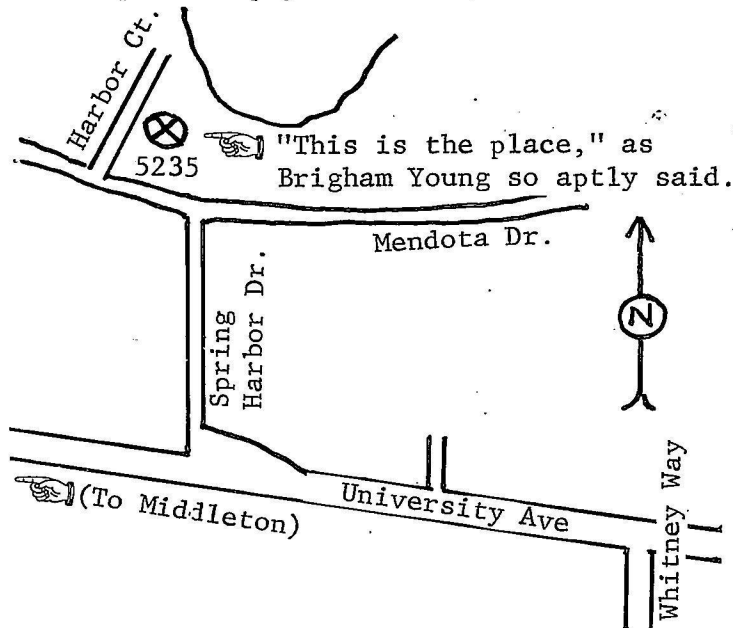 Harbor Ct.
5235
"This is the place," as
Brigham Young so aptly said.
Mendota Dr.
Spring
Harbor Dr.
N
Whitney Way
University Ave
(To Middleton)